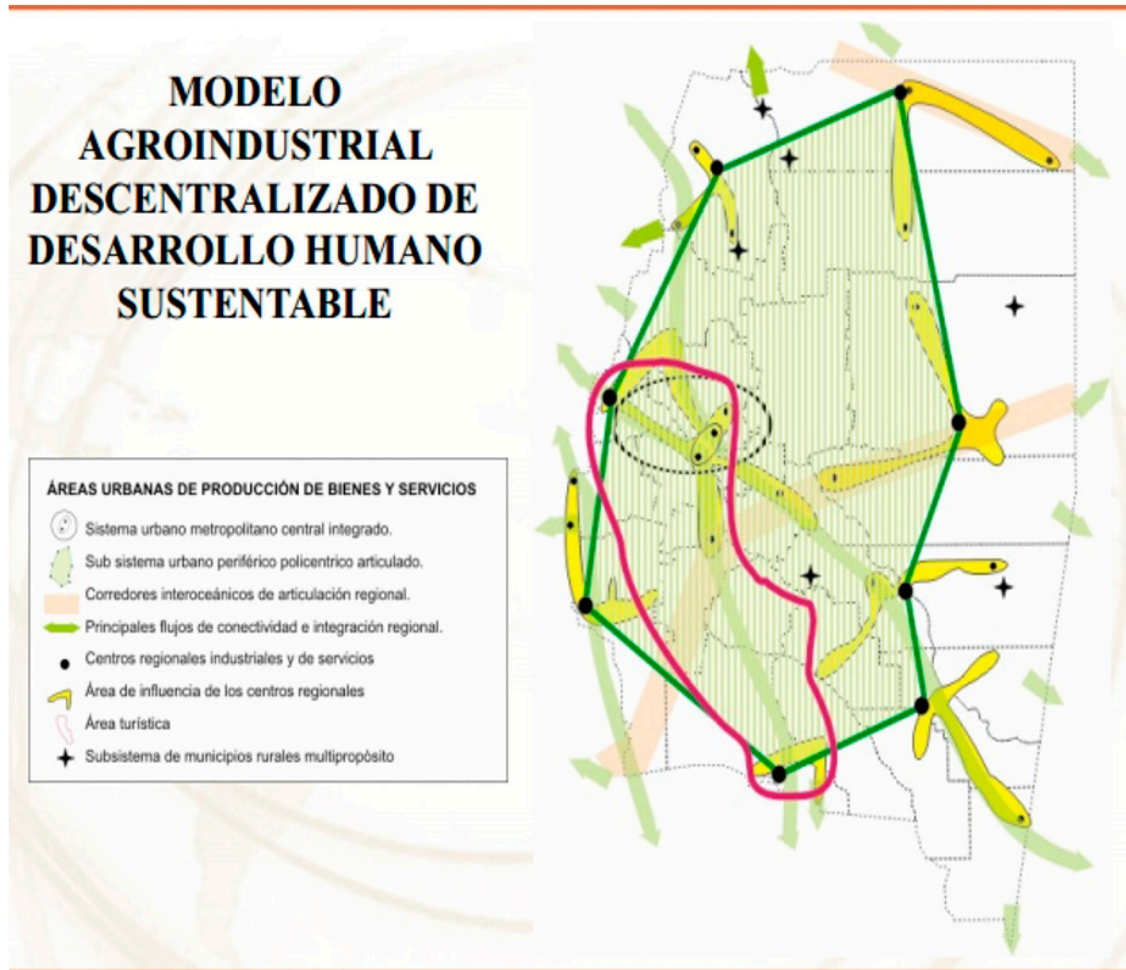 MODELO
AGROINDUSTRIAL
DESCENTRALIZADO DE
DESARROLLO HUMANO
SUSTENTABLE
ÁREAS URBANAS DE PRODUCCIÓN DE BIENES Y SERVICIOS
Sistema urbano metropolitano central integrado.
Sub sistema urbano periférico policentrico articulado.
Corredores interoceánicos de articulación regional.
Principales flujos de conectividad e integración regional.
Centros regionales industriales y de servicios
Área de influencia de los centros regionales
Área turística
Subsistema de municipios rurales multipropòsito